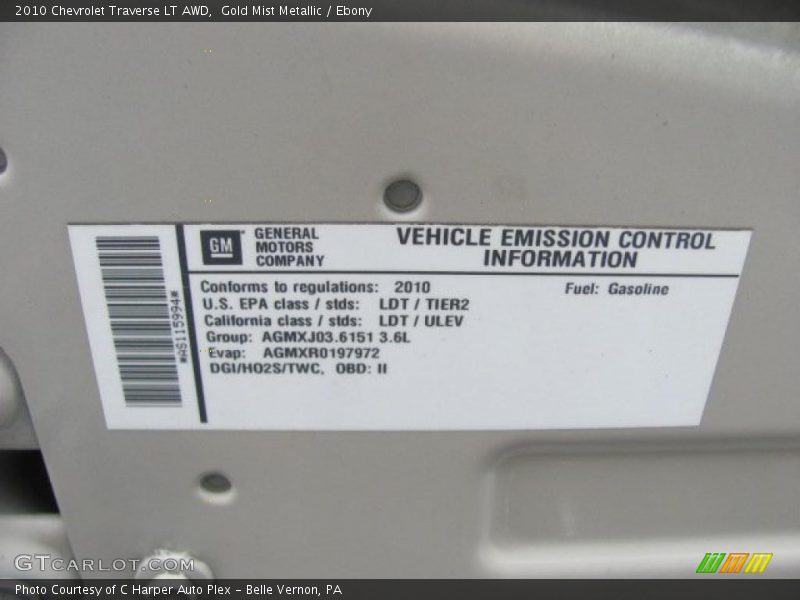 2010 Chevrolet Traverse LT AWD,  Gold Mist Metallic / Ebony
GM
GENERAL
MOTORS
COMPANY
VEHICLE EMISSION CONTROL
INFORMATION
Conforms to regulations: 2010
Fuel: Gasoline
U.S. EPA class / stds: LDT / TIER2
California class / stds: LDT / ULEV
Group: AGMXJ03.6151 3.6L
Evap: AGMXR0197972
DGI/HO2S/TWC, OBD: II
*AS115994*
GTCARLOT.COM
Photo Courtesy of C Harper Auto Plex - Belle Vernon, PA